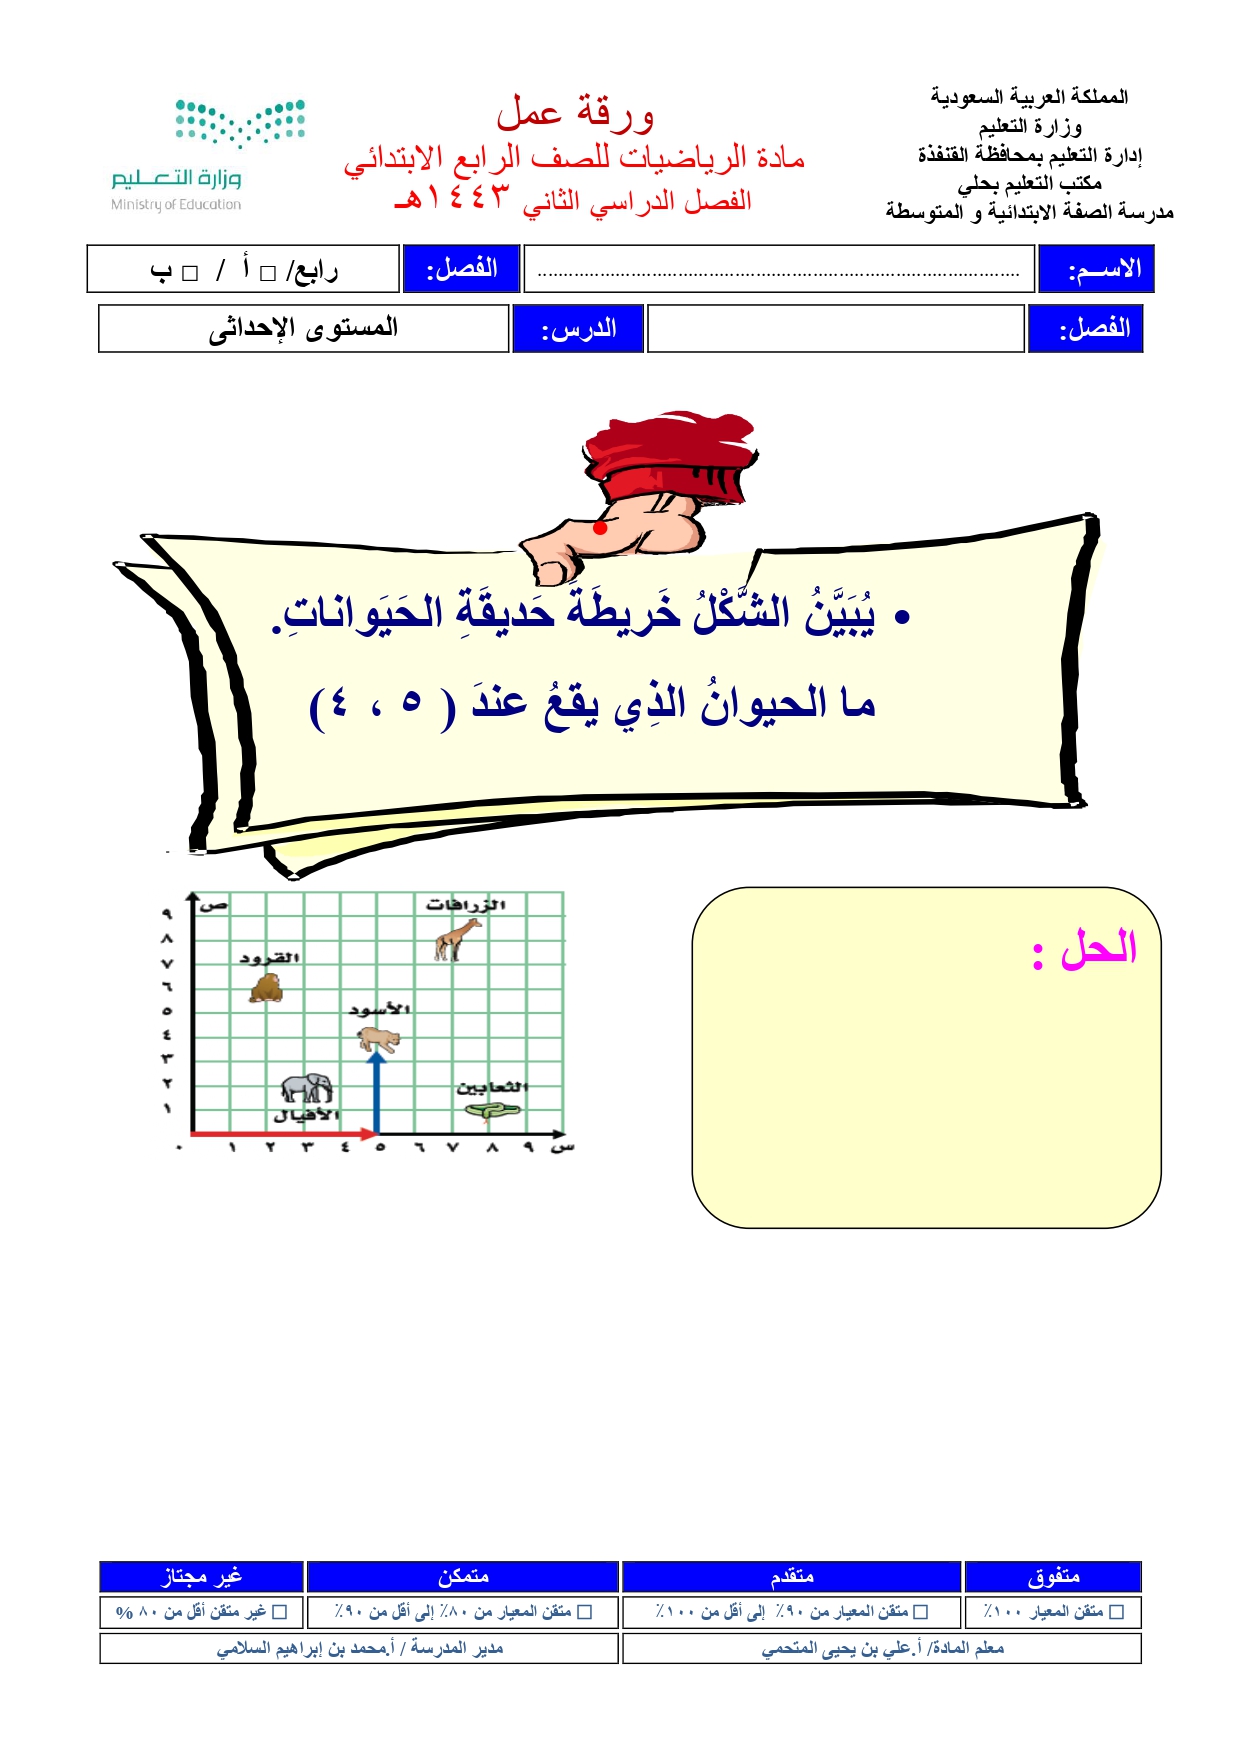 المملكة العربية السعودية
وزارة التعليم
إدارة التعليم بمحافظة القنفذة
مكتب التعليم بحلي
مدرسة الصفة الابتدائية و المتوسطة
ورقة عمل
مادة الرياضيات للصف الرابع الابتدائي
الفصل الدراسي الثاني ١٤٤٣هـ
وزارة التعـــليم
Ministry of Education
الاســم: ........................................................................................... الفصل: رابع/ □ أ / □ ب
الفصل: الدرس: المستوى الإحداثى
• يُبَيَّنُ الشَّكْلُ خَريطَةَ حَديقَةِ الحَيَواناتِ.
ما الحيوانُ الذِي يقعُ عندَ ( ٥ ، ٤)
الحل :
ص
الزرافات
٩
٨
القرود
٧
٦
الأسود
٥
٤
٣
الثعابين
٢
الأفيال
١
٠ ١ ٢ ٣ ٤ ٥ ٦ ٧ ٨ ٩ س
متفوق متقدم متمكن غير مجتاز
□ متقن المعيار ١٠٠٪ □ متقن المعيار من ٩٠٪ إلى أقل من ١٠٠٪ □ متقن المعيار من ٨٠٪ إلى أقل من ٩٠٪ □ غير متقن أقل من ٨٠ %
معلم المادة/ أ.علي بن يحيى المتحمي مدير المدرسة / أ.محمد بن إبراهيم السلامي